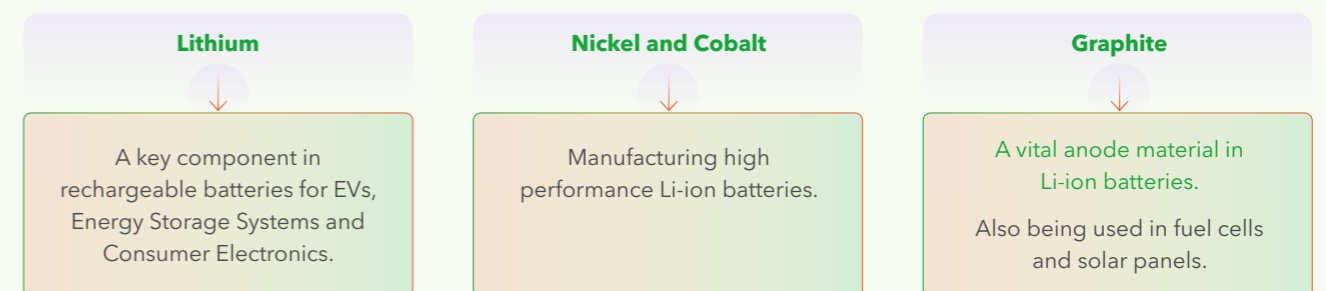 Lithium
A key component in
rechargeable batteries for EVs,
Energy Storage Systems and
Consumer Electronics.
Nickel and Cobalt
Manufacturing high
performance Li-ion batteries.
Graphite
A vital anode material in
Li-ion batteries.
Also being used in fuel cells
and solar panels.